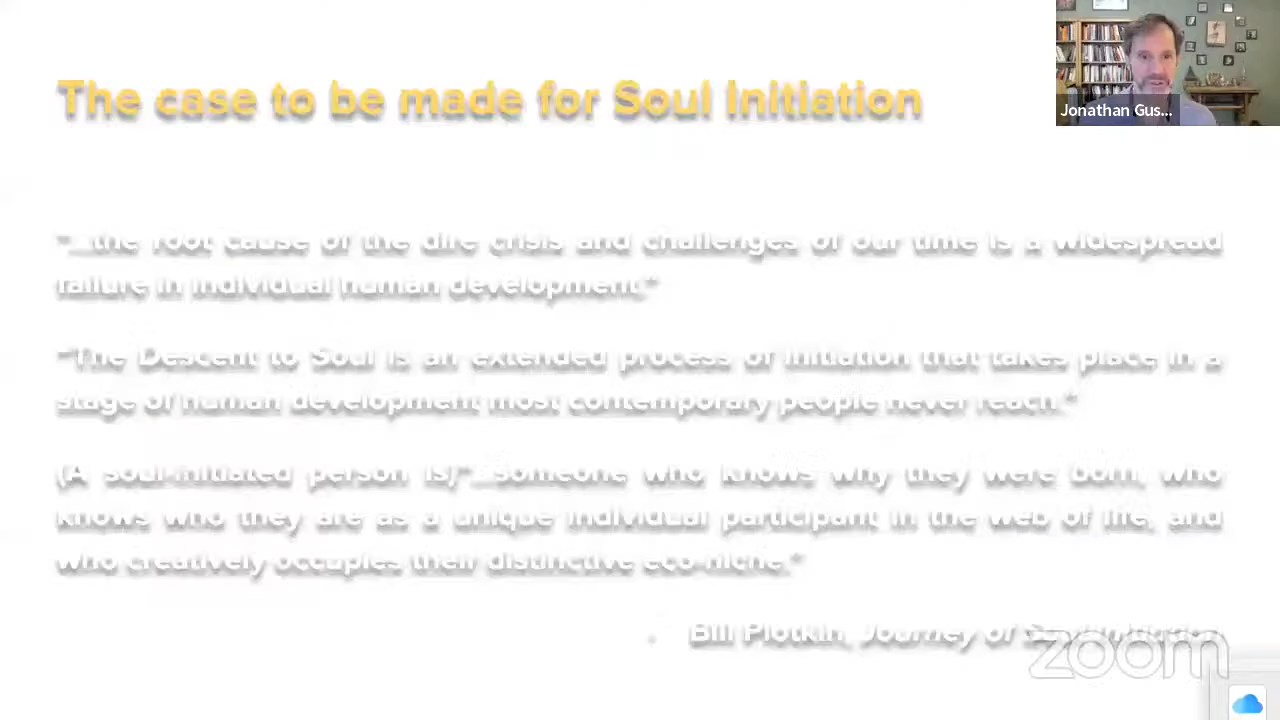 The case to be made for Soul Initiation
Jonathan Gus...
"...the root cause of the dire crisis and challenges of our time is a widespread
failure in individual human development."
"The Descent to Soul is an extended process of initiation that takes place in a
stage of human development most contemporary people never reach."
(A soul-initiated person is)"...someone who knows why they were born, who
knows who they are as a unique individual participant in the web of life, and
who creatively occupies their distinctive eco-niche."
- Bill Plotkin, Journey of Soul Initiation
zoom